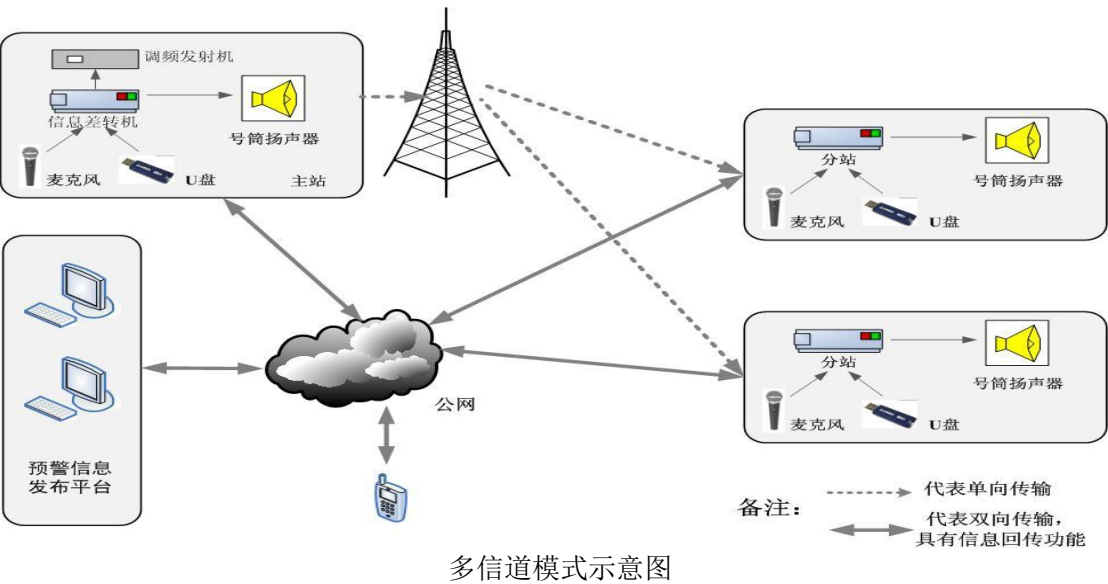 调频发射机
信息差转机
号筒扬声器
麦克风
U盘
主站
分站
号筒扬声器
麦克风
U盘
预警信息
发布平台
公网
分站
号筒扬声器
麦克风
U盘
备注：
代表单向传输
代表双向传输，
具有信息回传功能
多信道模式示意图